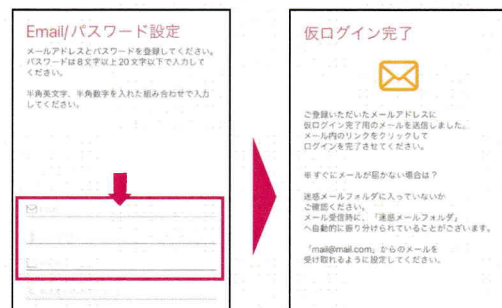 Email/パスワード設定
メールアドレスとパスワードを登録してください。
パスワードは8文字以上20文字以下で入力して
ください。
半角英文字、半角数字を入れた組み合わせで入力
してください。
仮ログイン完了
ご登録いただいたメールアドレスに
仮ログイン完了用のメールを送信しました。
メール内のリンクをクリックして
ログインを完了させてください。
※すぐにメールが届かない場合は？
迷惑メールフォルダに入っていないか
ご確認ください。
メール受信時に、「迷惑メールフォルダ」
へ自動的に振り分けられていることがございます。
「mail@mail.com」からのメールを
受け取れるように設定してください。